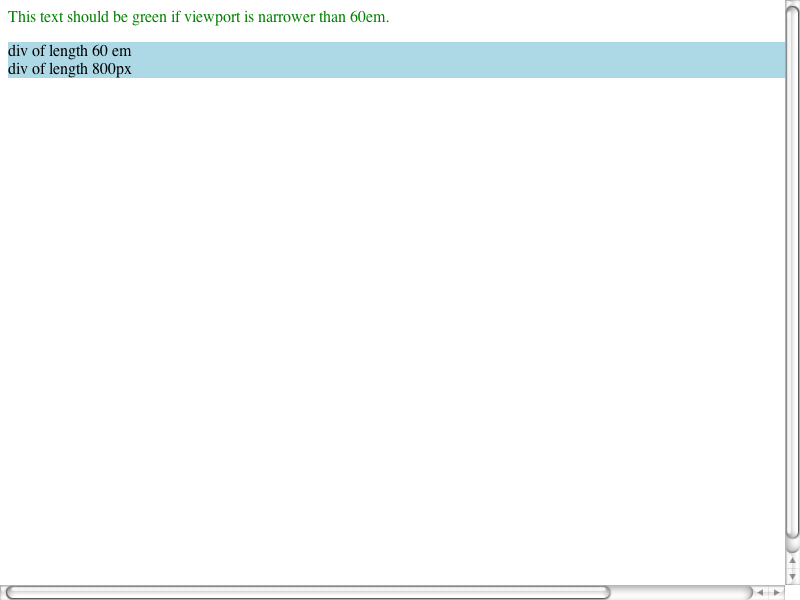 This text should be green if viewport is narrower than 60em.
div of length 60 em
div of length 800px